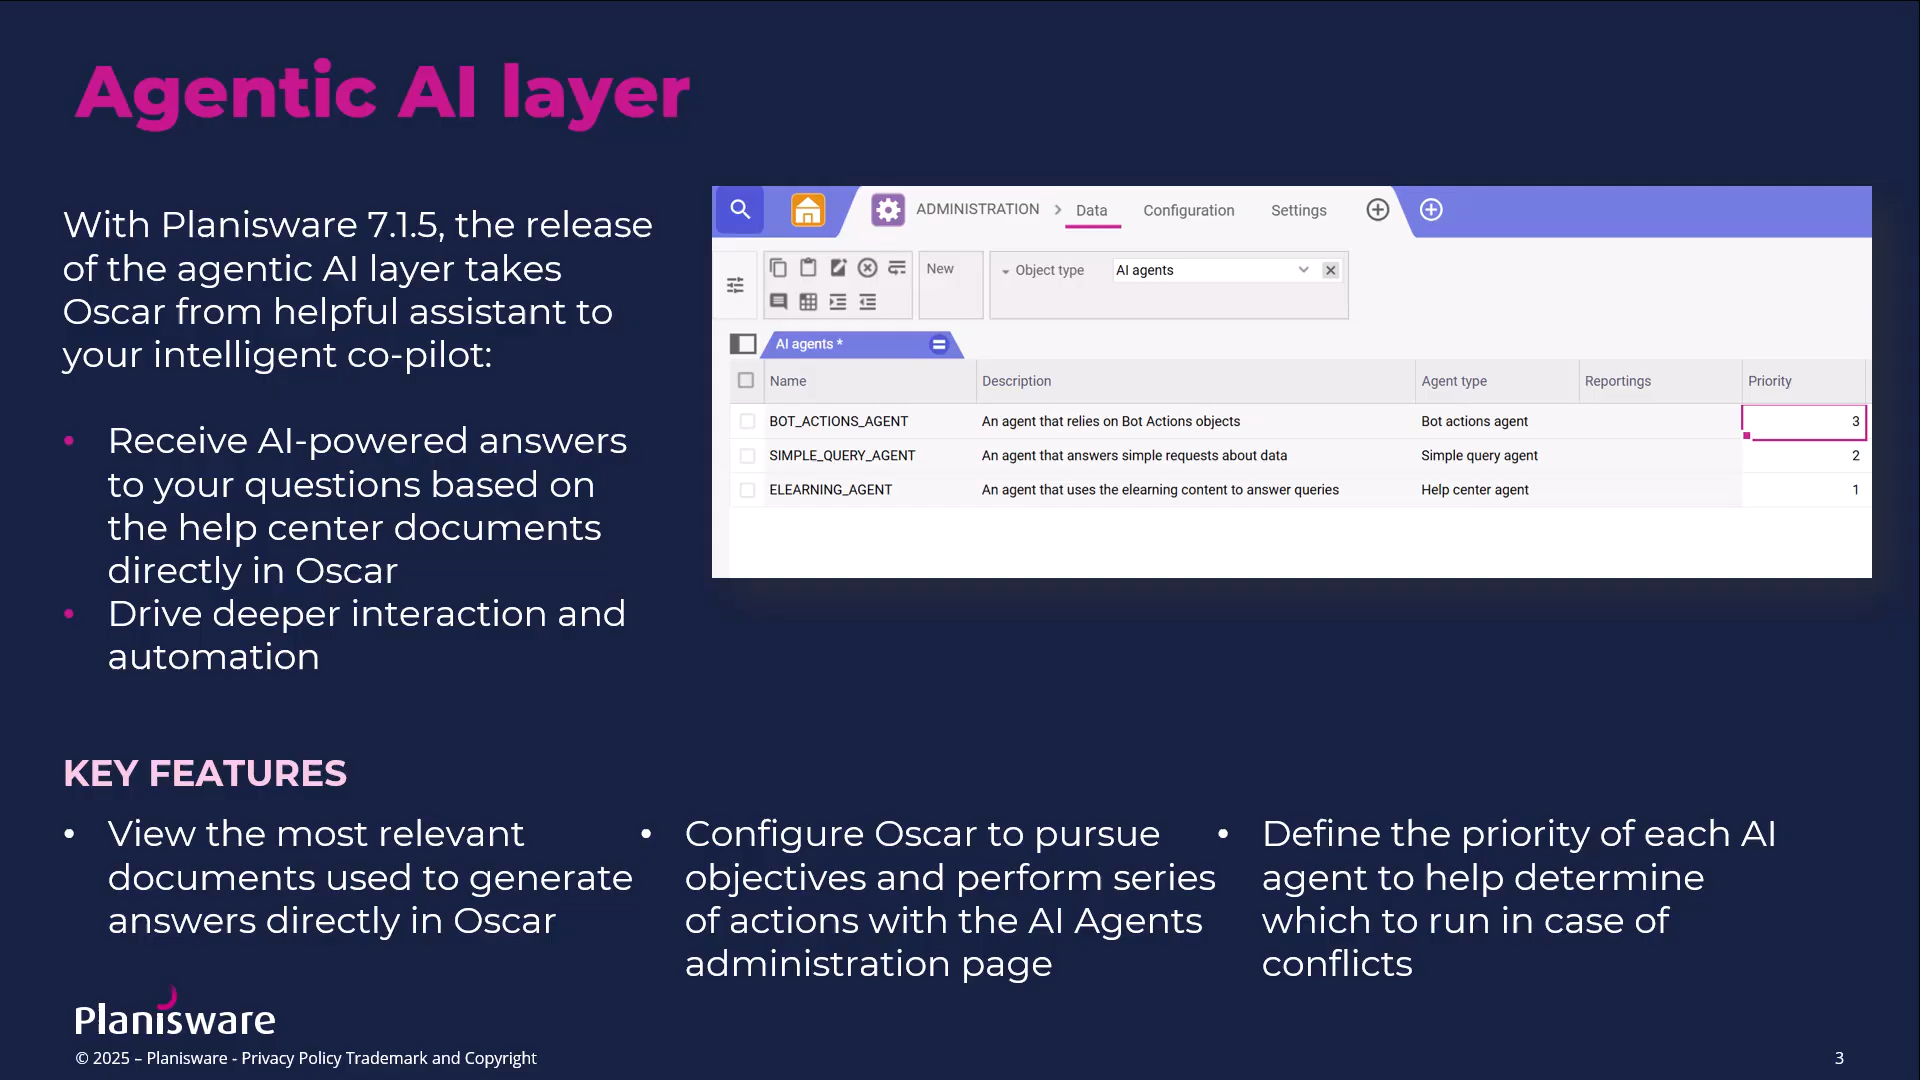 Agentic AI layer
With Planisware 7.1.5, the release
of the agentic AI layer takes
Oscar from helpful assistant to
your intelligent co-pilot:
• Receive AI-powered answers
to your questions based on
the help center documents
directly in Oscar
• Drive deeper interaction and
automation
ADMINISTRATION > Data Configuration Settings
New Object type AI agents
AI agents *
Name Description Agent type Reportings Priority
BOT_ACTIONS_AGENT An agent that relies on Bot Actions objects Bot actions agent 3
SIMPLE_QUERY_AGENT An agent that answers simple requests about data Simple query agent 2
ELEARNING_AGENT An agent that uses the elearning content to answer queries Help center agent 1
KEY FEATURES
• View the most relevant
documents used to generate
answers directly in Oscar
• Configure Oscar to pursue
objectives and perform series
of actions with the AI Agents
administration page
• Define the priority of each AI
agent to help determine
which to run in case of
conflicts
Planisware
© 2025 – Planisware - Privacy Policy Trademark and Copyright
3